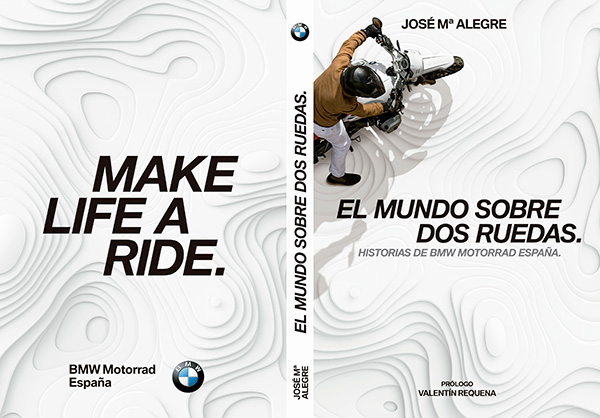 MAKE
LIFE A
RIDE.
BMW Motorrad
España
BMW
EL MUNDO SOBRE DOS RUEDAS.
JOSÉ Mª
ALEGRE
JOSÉ Mª ALEGRE
EL MUNDO SOBRE
DOS RUEDAS.
HISTORIAS DE BMW MOTORRAD ESPAÑA.
PRÓLOGO
VALENTÍN REQUENA